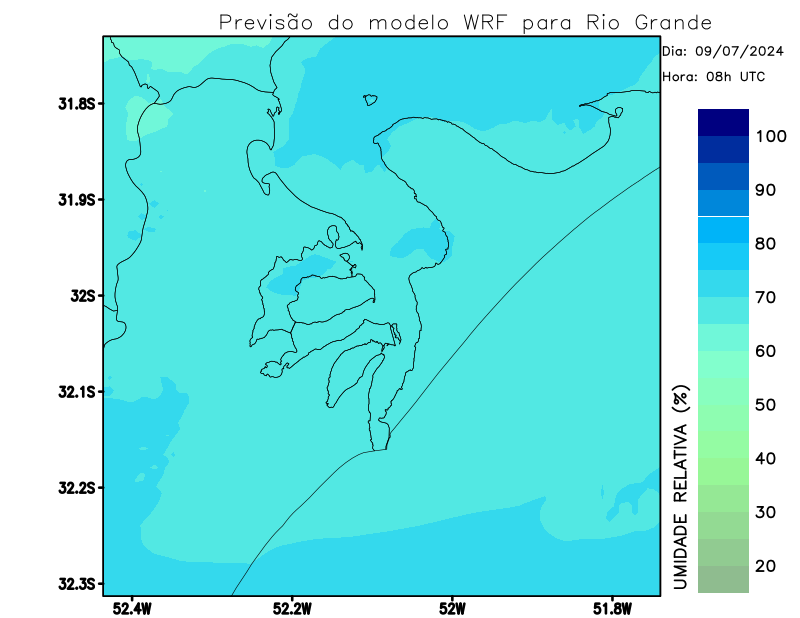 Previsão do modelo WRF para Rio Grande
Dia: 09/07/2024
Hora: 08h UTC
31.8S
31.9S
32S
32.1S
32.2S
32.3S
52.4W
52.2W
52W
51.8W
100
90
80
70
60
50
40
30
20
UMIDADE RELATIVA (%)